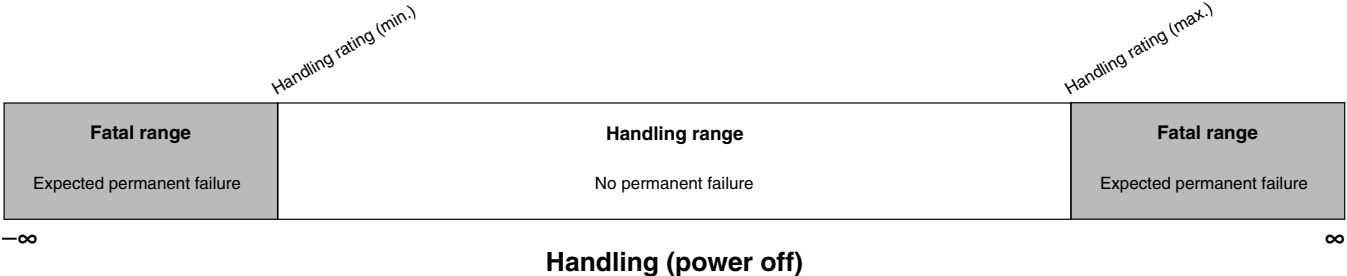 Handling rating (min.)
Handling rating (max.)
Fatal range
Handling range
Fatal range
Expected permanent failure
No permanent failure
Expected permanent failure
–∞
∞
Handling (power off)